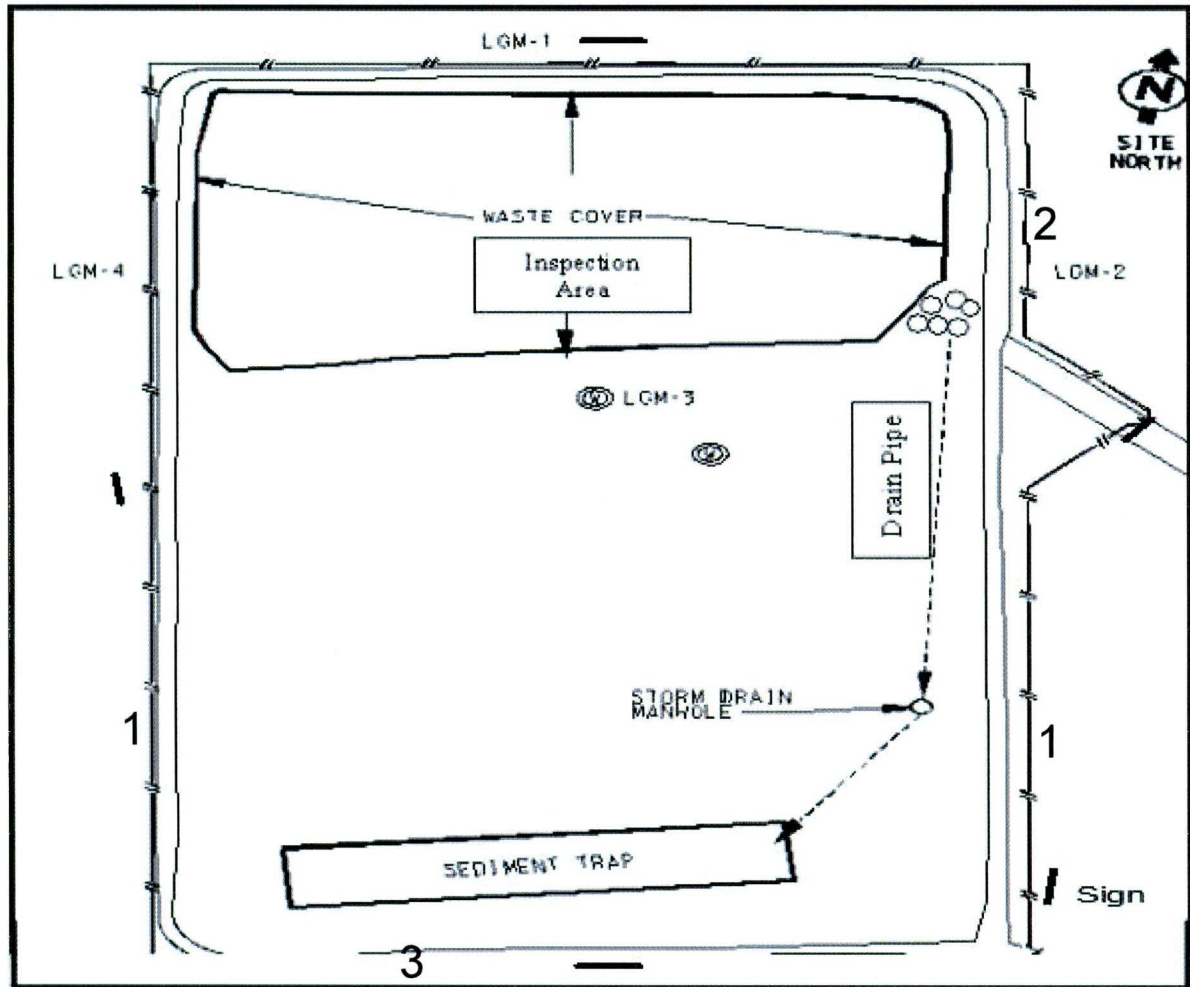 LGM-1
N
SITE
NORTH
WASTE COVER
2
Inspection
Area
LGM-4
LGM-2
LGM-3
Drain Pipe
STORM DRAIN
MANHOLE
1
1
SEDIMENT TRAP
Sign
3